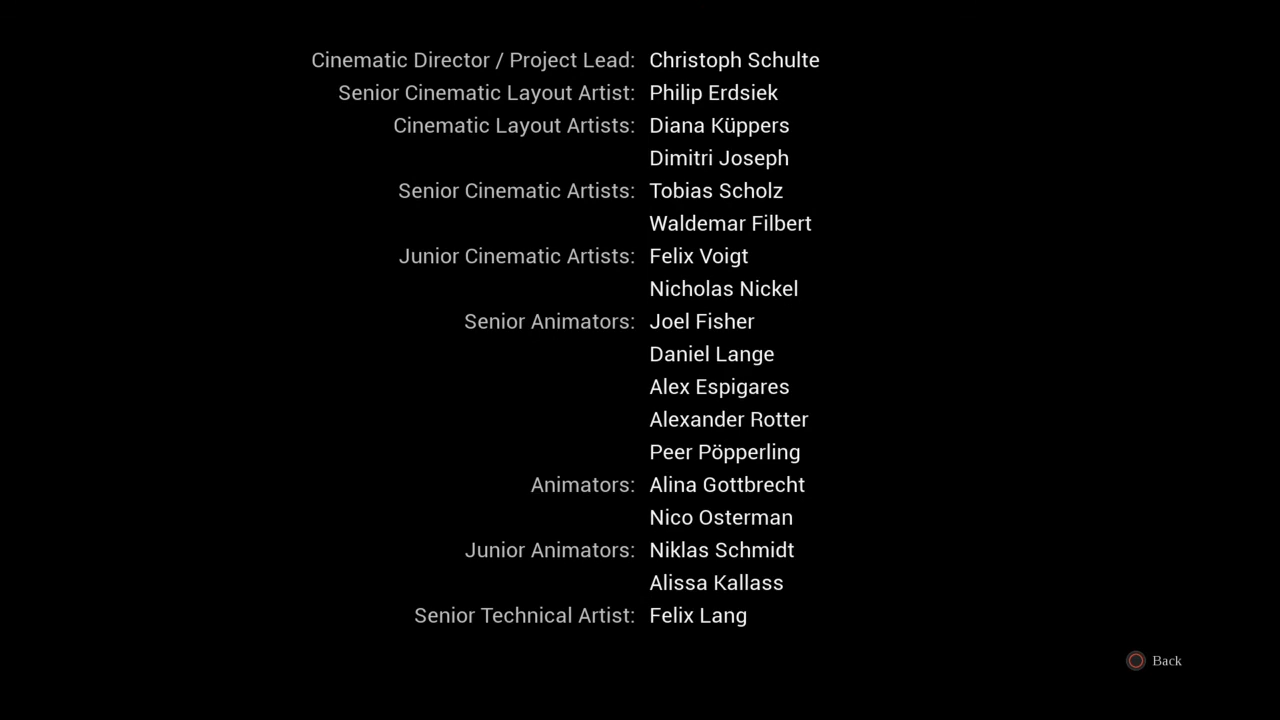 Cinematic Director / Project Lead: Christoph Schulte
Senior Cinematic Layout Artist: Philip Erdsiek
Cinematic Layout Artists: Diana Küppers
Dimitri Joseph
Senior Cinematic Artists: Tobias Scholz
Waldemar Filbert
Junior Cinematic Artists: Felix Voigt
Nicholas Nickel
Senior Animators: Joel Fisher
Daniel Lange
Alex Espigares
Alexander Rotter
Peer Pöpperling
Animators: Alina Gottbrecht
Nico Osterman
Junior Animators: Niklas Schmidt
Alissa Kallass
Senior Technical Artist: Felix Lang
Back